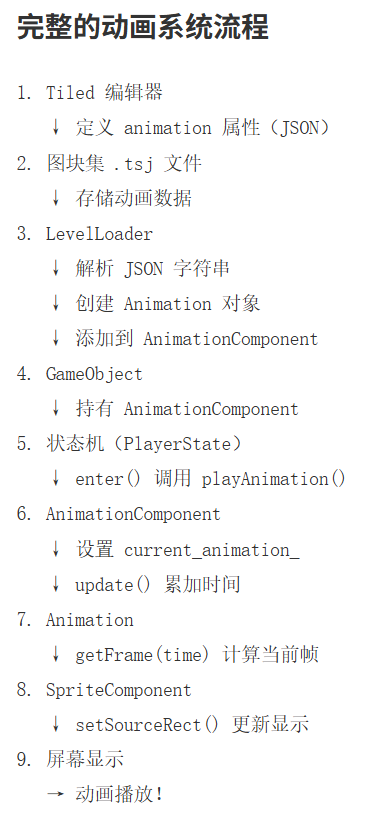 完整的动画系统流程
1. Tiled 编辑器
↓ 定义 animation 属性（JSON）
2. 图块集 .tsj 文件
↓ 存储动画数据
3. LevelLoader
↓ 解析 JSON 字符串
↓ 创建 Animation 对象
↓ 添加到 AnimationComponent
4. GameObject
↓ 持有 AnimationComponent
5. 状态机（PlayerState）
↓ enter() 调用 playAnimation()
6. AnimationComponent
↓ 设置 current_animation_
↓ update() 累加时间
7. Animation
↓ getFrame(time) 计算当前帧
8. SpriteComponent
↓ setSourceRect() 更新显示
9. 屏幕显示
→ 动画播放！